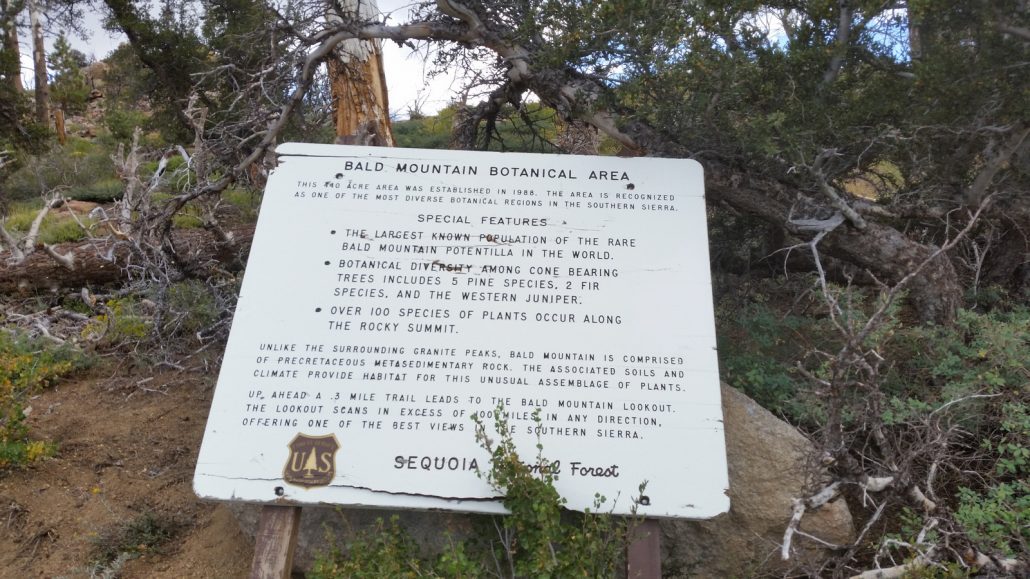 BALD MOUNTAIN BOTANICAL AREA
THIS 440 ACRE AREA WAS ESTABLISHED IN 1988. THE AREA IS RECOGNIZED
AS ONE OF THE MOST DIVERSE BOTANICAL REGIONS IN THE SOUTHERN SIERRA.
SPECIAL FEATURES
• THE LARGEST KNOWN POPULATION OF THE RARE
BALD MOUNTAIN POTENTILLA IN THE WORLD.
• BOTANICAL DIVERSITY AMONG CONE BEARING
TREES INCLUDES 5 PINE SPECIES, 2 FIR
SPECIES, AND THE WESTERN JUNIPER.
• OVER 100 SPECIES OF PLANTS OCCUR ALONG
THE ROCKY SUMMIT.
UNLIKE THE SURROUNDING GRANITE PEAKS, BALD MOUNTAIN IS COMPRISED
OF PRECRETACEOUS METASEDIMENTARY ROCK. THE ASSOCIATED SOILS AND
CLIMATE PROVIDE HABITAT FOR THIS UNUSUAL ASSEMBLAGE OF PLANTS.
UP AHEAD A .3 MILE TRAIL LEADS TO THE BALD MOUNTAIN LOOKOUT.
THE LOOKOUT SCANS IN EXCESS OF 100 MILES IN ANY DIRECTION,
OFFERING ONE OF THE BEST VIEWS THE SOUTHERN SIERRA.
UAS
SEQUOIA National Forest